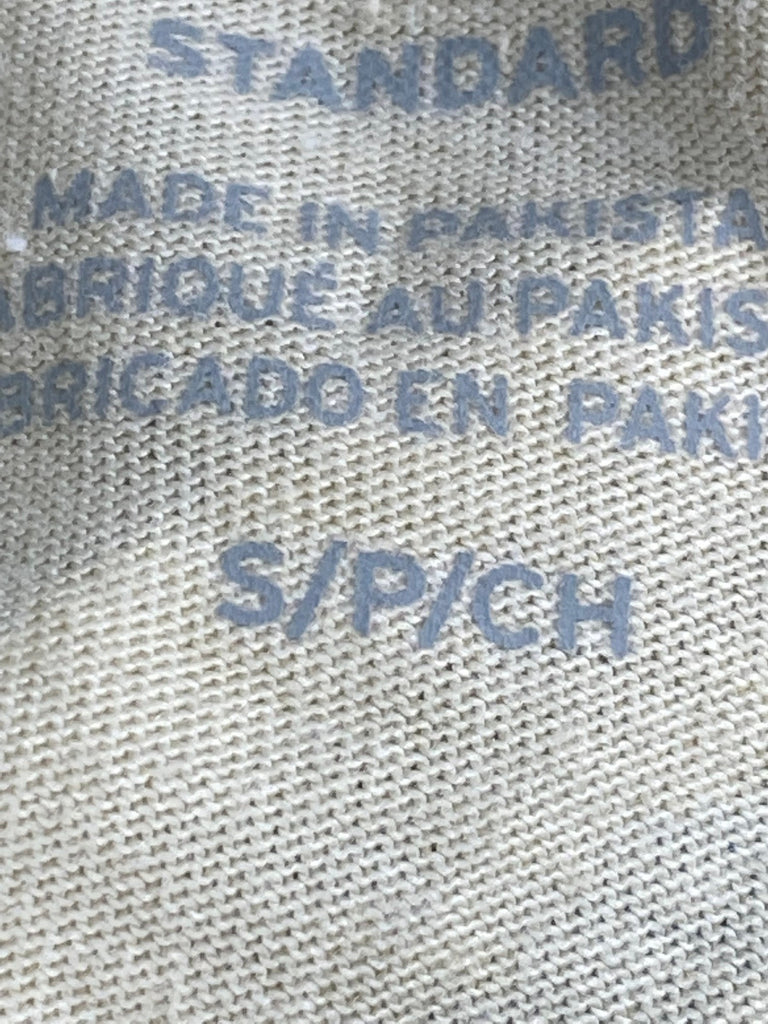 STANDARD
MADE IN PAKISTA
ABRIQUÉ AU PAKIS
BRICADO EN PAKI
S/P/CH